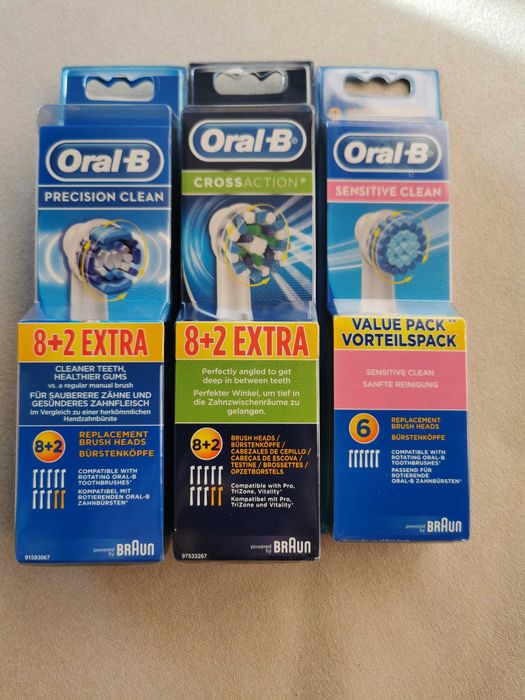 Oral-B
PRECISION CLEAN
8+2 EXTRA
CLEANER TEETH,
HEALTHIER GUMS
vs. a regular manual brush
FÜR SAUBERERE ZÄHNE UND
GESÜNDERES ZAHNFLEISCH
im Vergleich zu einer herkömmlichen
Handzahnbürste
8+2
REPLACEMENT
BRUSH HEADS
BÜRSTENKÖPFE
COMPATIBLE WITH
ROTATING ORAL-B
TOOTHBRUSHES*
KOMPATIBEL MIT
ROTIERENDEN ORAL-B
ZAHNBÜRSTEN*
91593067
powered by BRAUN
Oral-B®
CROSSACTION®
8+2 EXTRA
Perfectly angled to get
deep in between teeth
Perfekter Winkel, um tief in
die Zahnzwischenräume zu
gelangen.
8+2
BRUSH HEADS /
BÜRSTENKÖPFE /
CABEZALES DE CEPILLO /
CABEÇAS DE ESCOVA /
TESTINE / BROSSETTES /
OPZETBORSTELS
Compatible with Pro,
TriZone, Vitality*
Kompatibel mit Pro,
TriZone und Vitality*
97533267
powered by BRAUN
Oral-B
SENSITIVE CLEAN
VALUE PACK**
VORTEILSPACK
SENSITIVE CLEAN
SANFTE REINIGUNG
6
REPLACEMENT
BRUSH HEADS
BÜRSTENKÖPFE
COMPATIBLE WITH
ROTATING ORAL-B
TOOTHBRUSHES*
PASSEND FÜR
ROTIERENDE ORAL-B
ZAHNBÜRSTEN*
powered by BRAUN